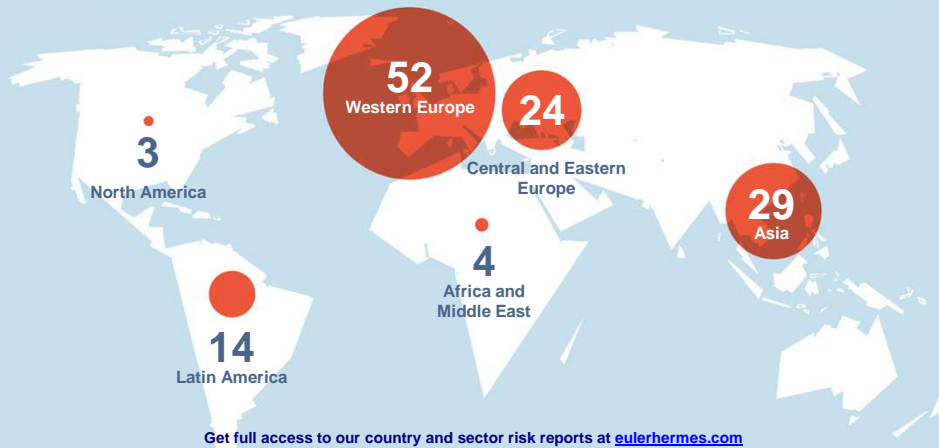 52
Western Europe
24
Central and Eastern
Europe
3
North America
29
Asia
4
Africa and
Middle East
14
Latin America
Get full access to our country and sector risk reports at eulerhermes.com